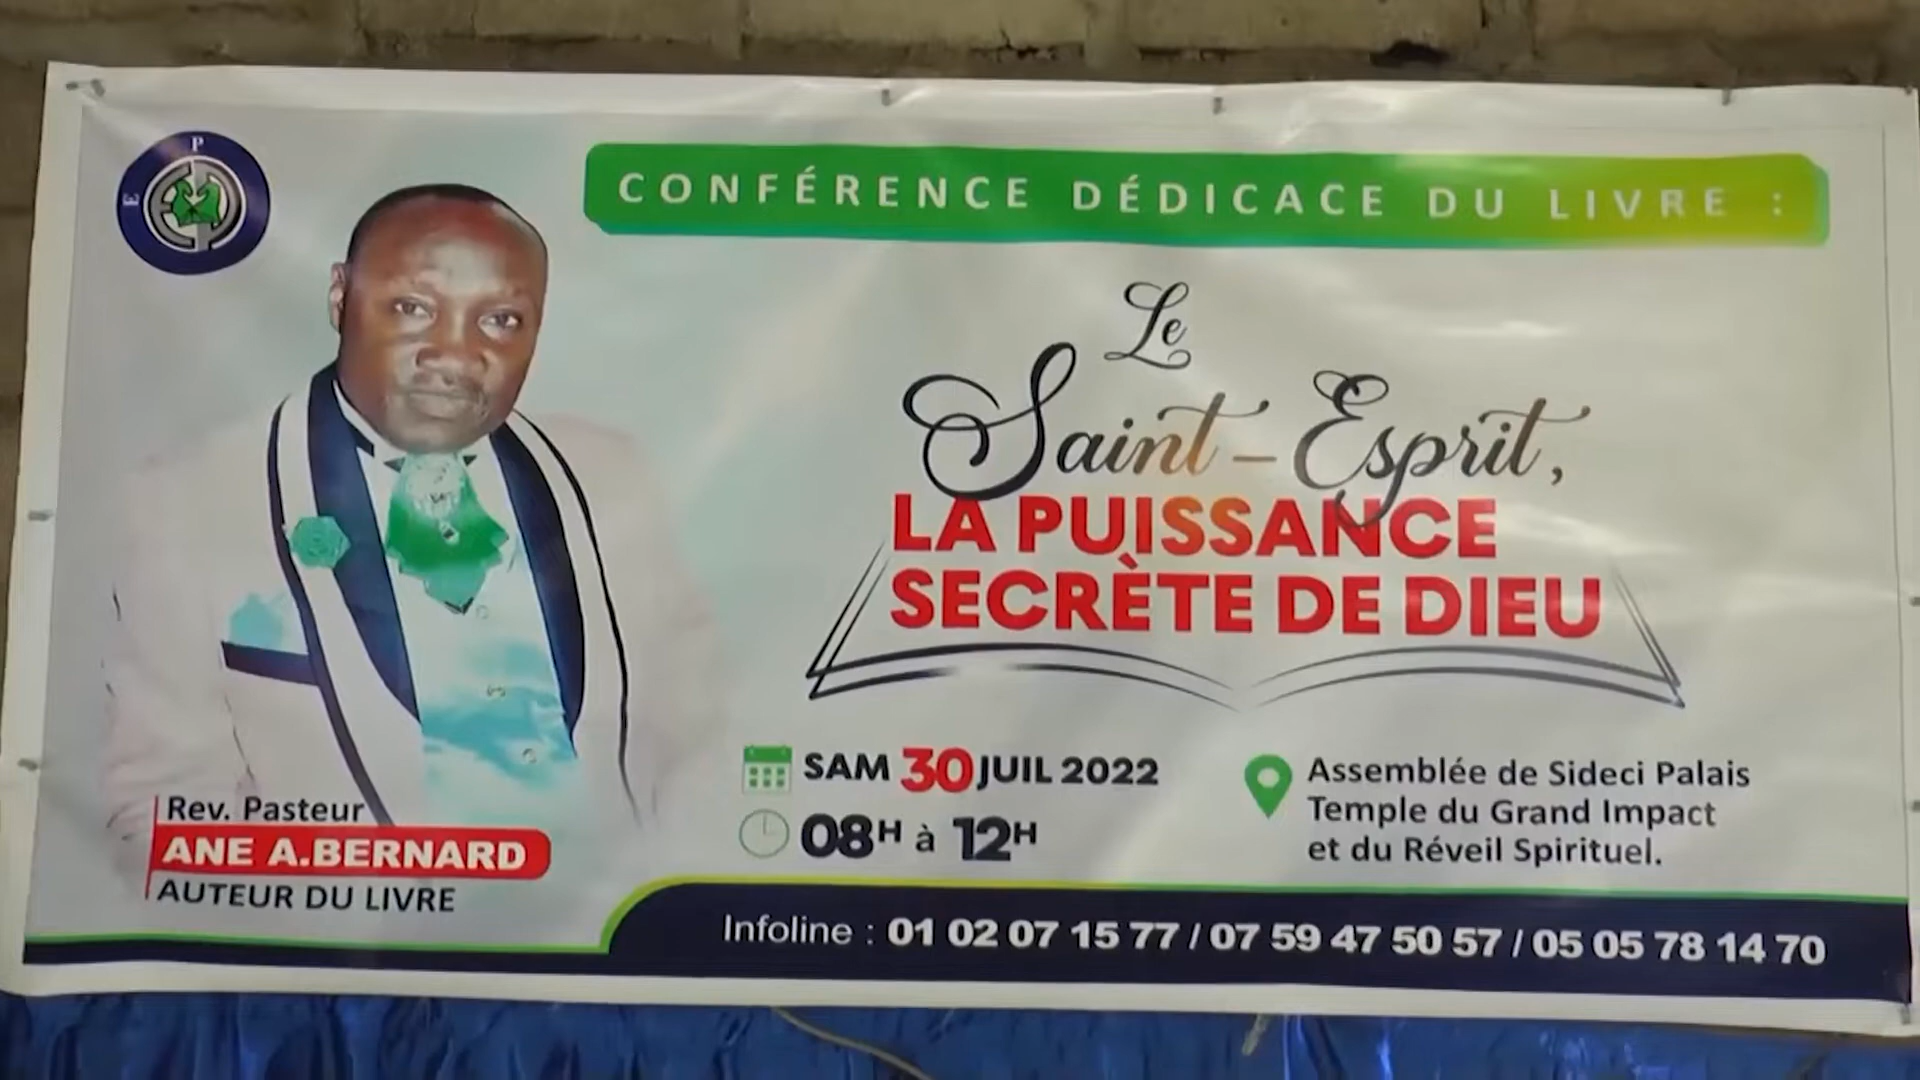 P
E
CONFÉRENCE DÉDICACE DU LIVRE :
Le
Saint-Esprit,
LA PUISSANCE
SECRÈTE DE DIEU
SAM 30 JUIL 2022
08H à 12H
Assemblée de Sideci Palais
Temple du Grand Impact
et du Réveil Spirituel.
Rev. Pasteur
ANE A.BERNARD
AUTEUR DU LIVRE
Infoline : 01 02 07 15 77 / 07 59 47 50 57 / 05 05 78 14 70